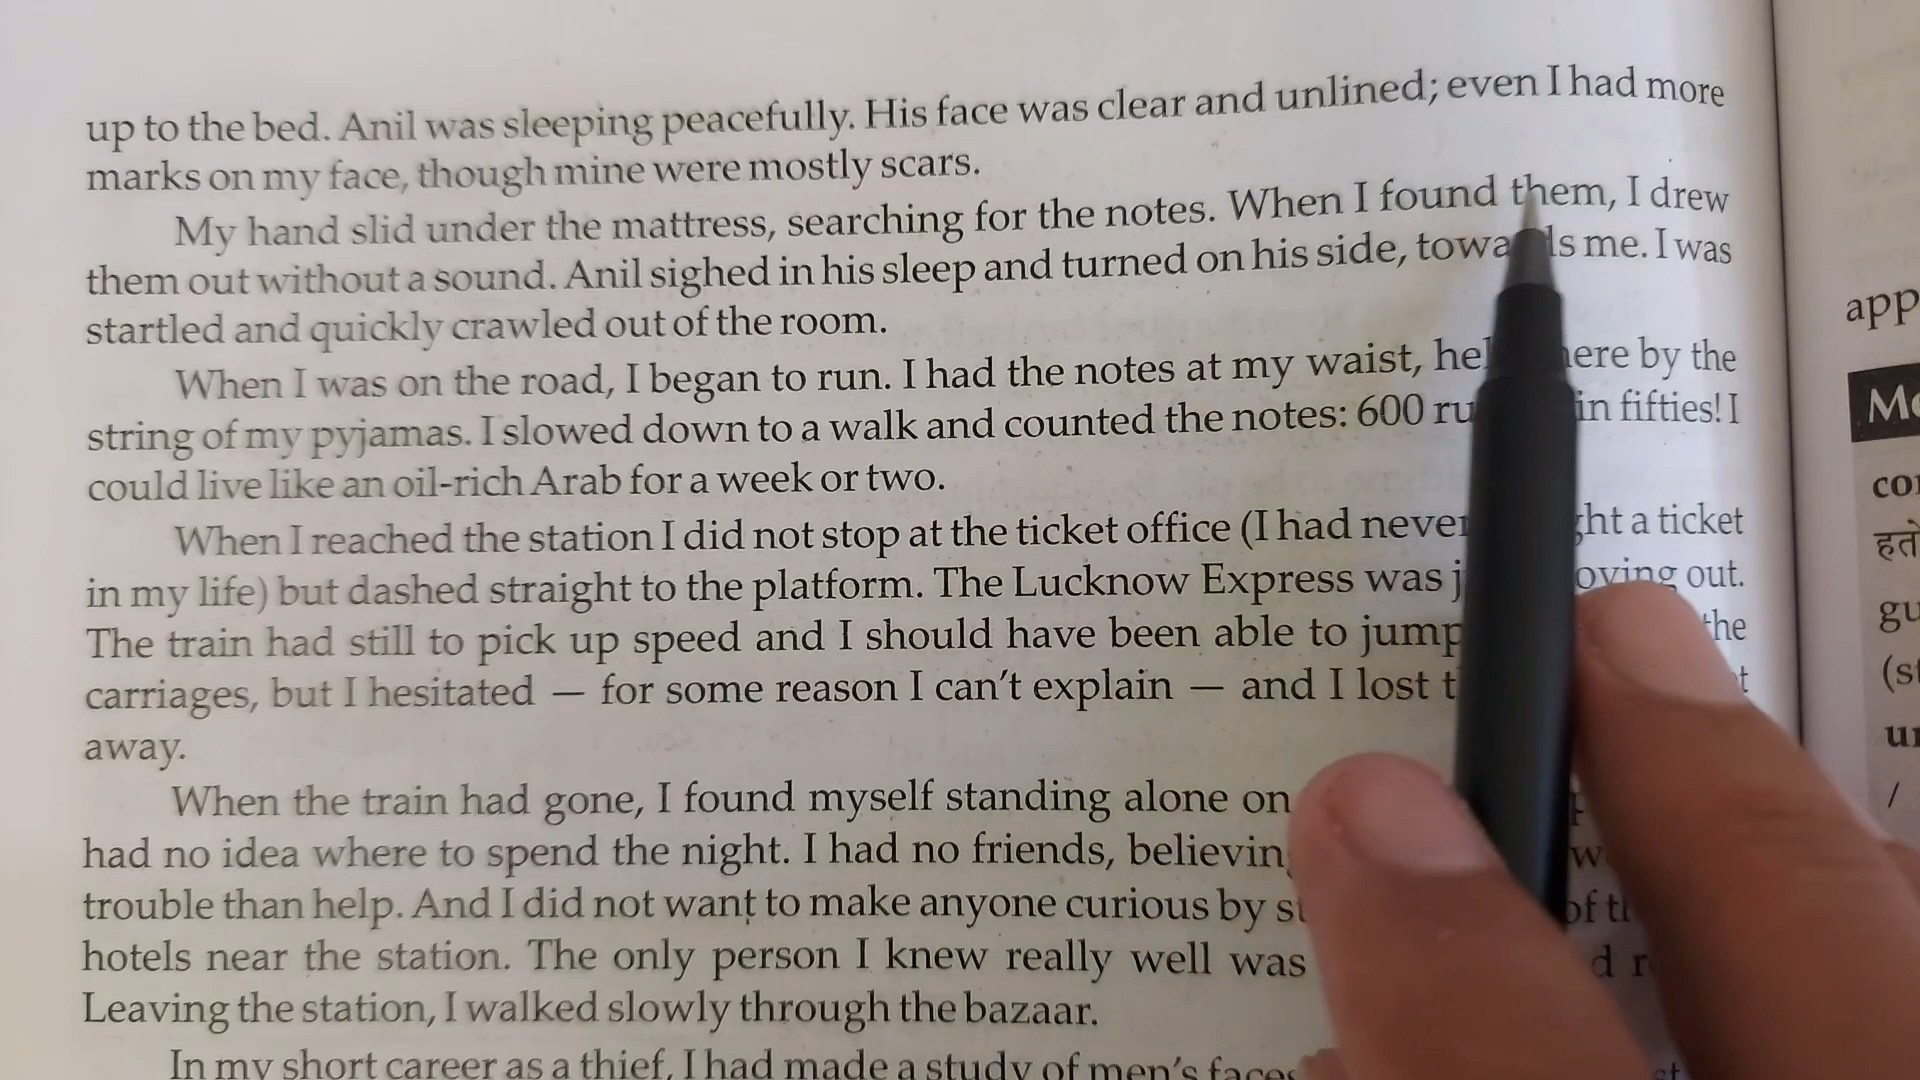 up to the bed. Anil was sleeping peacefully. His face was clear and unlined; even I had more
marks on my face, though mine were mostly scars.
My hand slid under the mattress, searching for the notes. When I found them, I drew
them out without a sound. Anil sighed in his sleep and turned on his side, towards me. I was
startled and quickly crawled out of the room.
When I was on the road, I began to run. I had the notes at my waist, here by the
string of my pyjamas. I slowed down to a walk and counted the notes: 600 in fifties! I
could live like an oil-rich Arab for a week or two.
When I reached the station I did not stop at the ticket office (I had never a ticket
in my life) but dashed straight to the platform. The Lucknow Express was out.
The train had still to pick up speed and I should have been able to jump the
carriages, but I hesitated — for some reason I can't explain — and I lost
away.
When the train had gone, I found myself standing alone on
had no idea where to spend the night. I had no friends,
trouble than help. And I did not want to make anyone curious by
hotels near the station. The only person I knew really well was
Leaving the station, I walked slowly through the bazaar.
In my short career as a thief, I had made a study of men's faces
app
हते
(st
/